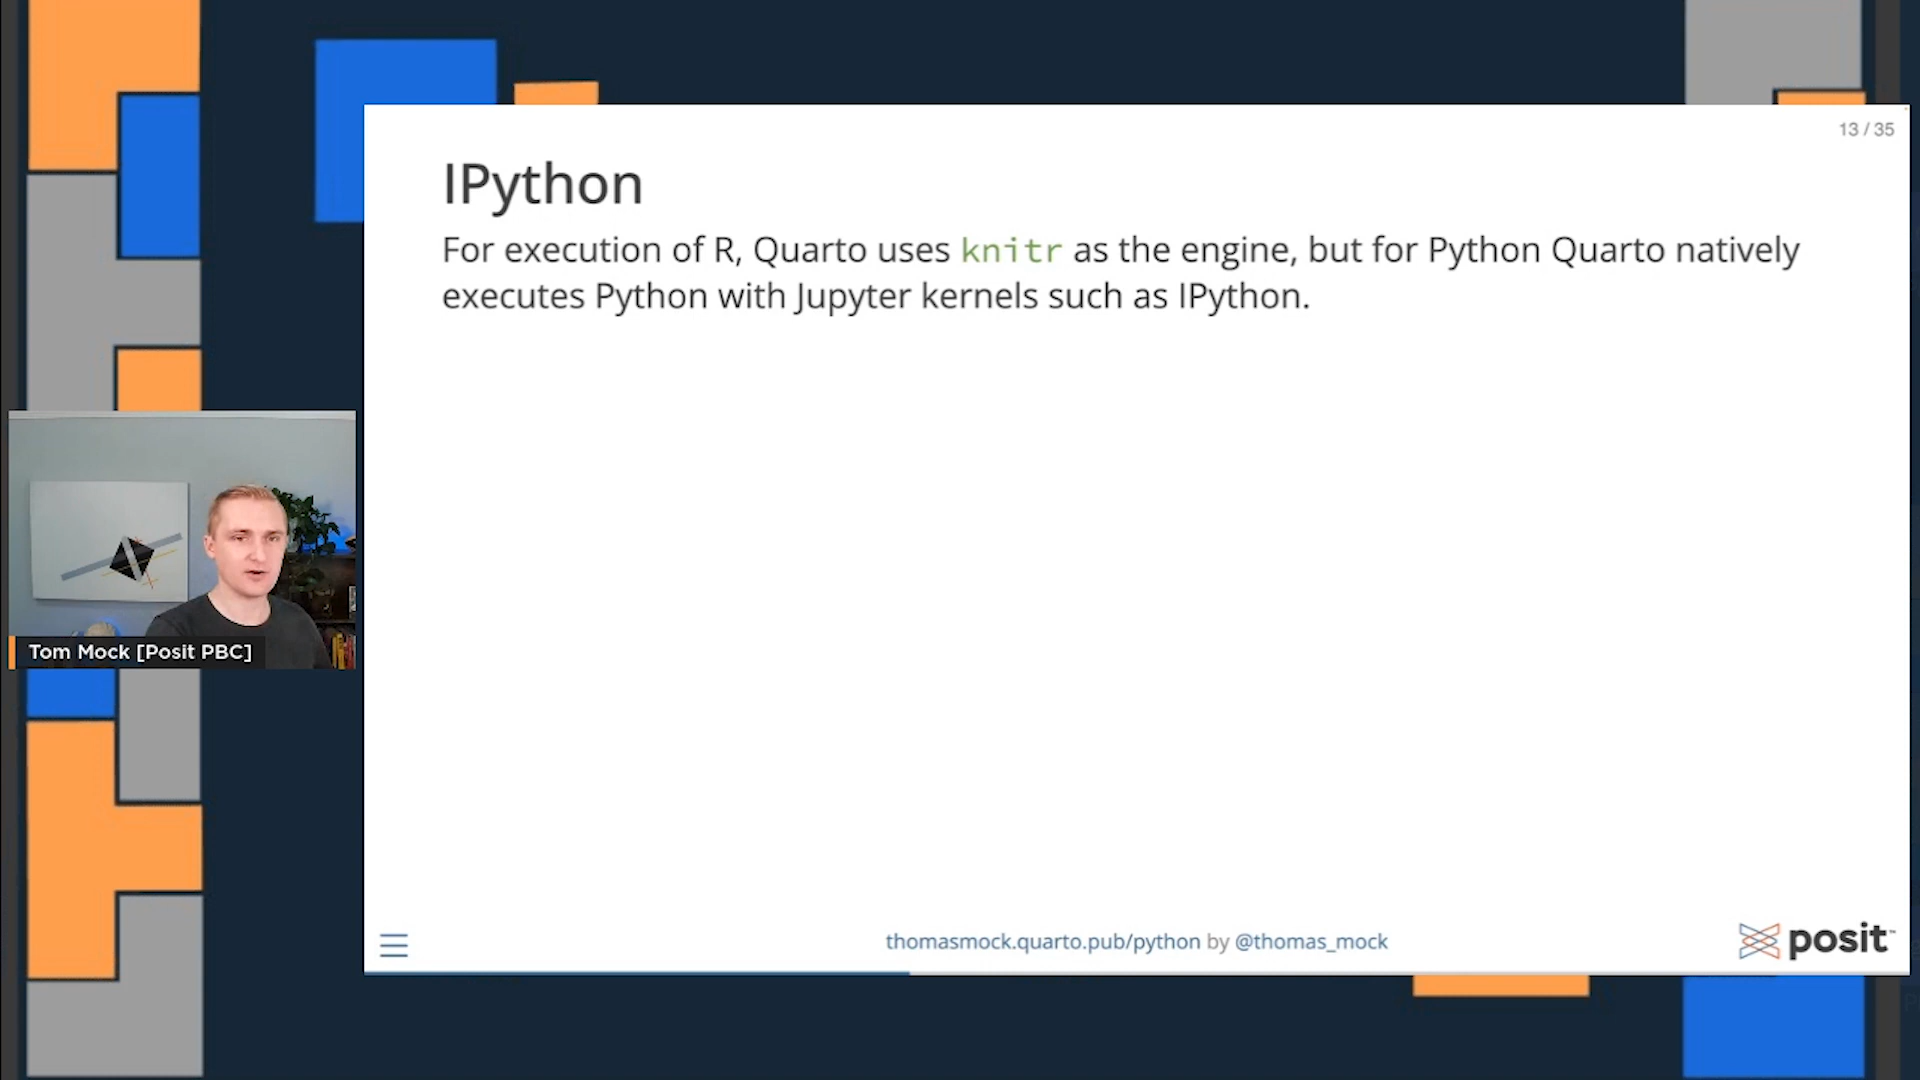 13 / 35
IPython
For execution of R, Quarto uses knitr as the engine, but for Python Quarto natively
executes Python with Jupyter kernels such as IPython.
Tom Mock [Posit PBC]
thomasmock.quarto.pub/python by @thomas_mock
posit™